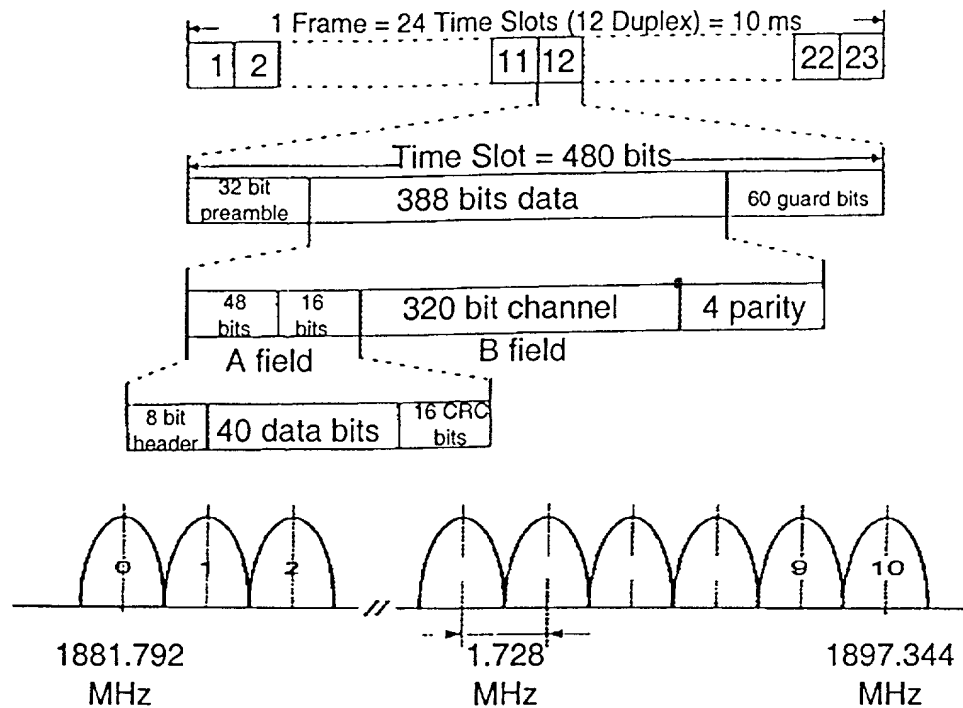 1 Frame = 24 Time Slots (12 Duplex) = 10 ms
1 2 11 12 22 23
Time Slot = 480 bits
32 bit
preamble
388 bits data
60 guard bits
48
bits
16
bits
320 bit channel
4 parity
A field
B field
8 bit
header
40 data bits
16 CRC
bits
0 1 2 9 10
//
1881.792
MHz
1.728
MHz
1897.344
MHz